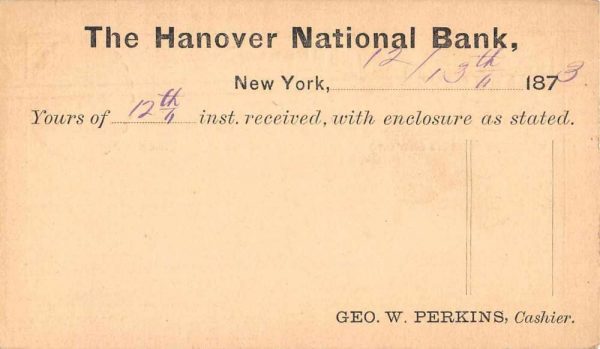 The Hanover National Bank,
New York, 12/13th 1873
Yours of 12th inst. received, with enclosure as stated.
GEO. W. PERKINS, Cashier.